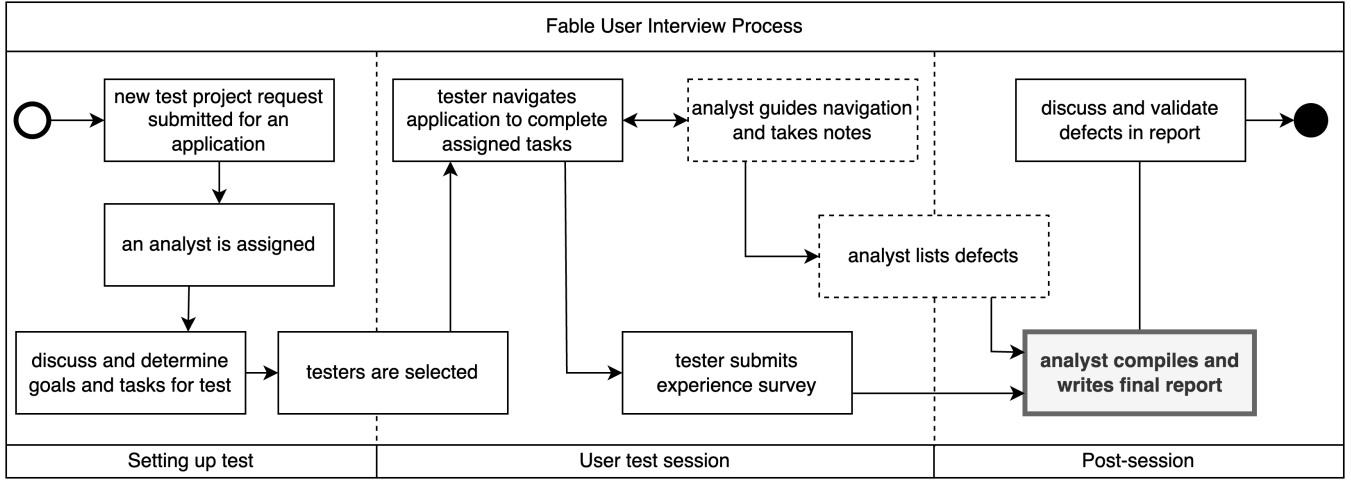 Fable User Interview Process
new test project request
submitted for an
application
an analyst is assigned
discuss and determine
goals and tasks for test
testers are selected
tester navigates
application to complete
assigned tasks
analyst guides navigation
and takes notes
analyst lists defects
tester submits
experience survey
analyst compiles and
writes final report
discuss and validate
defects in report
Setting up test
User test session
Post-session